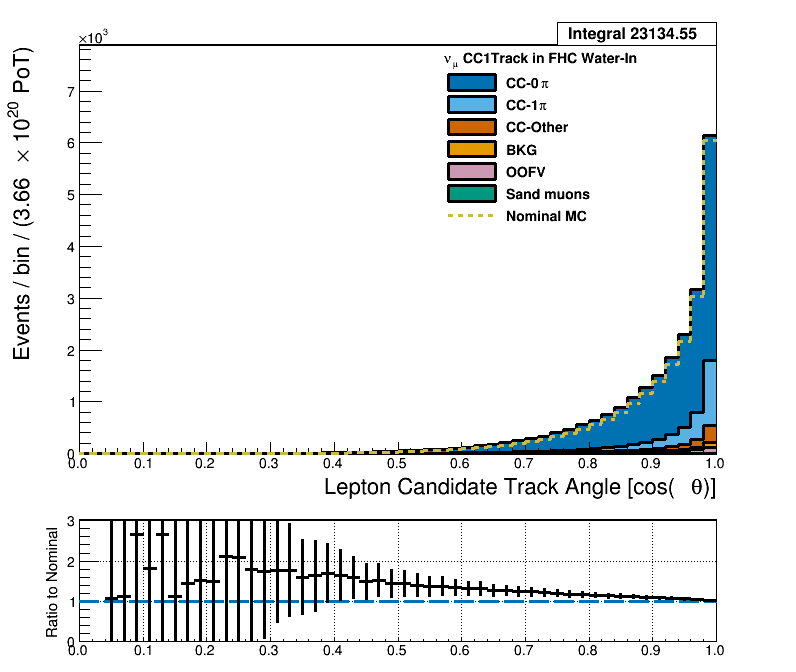 Integral 23134.55
×10³
ν_μ CC1Track in FHC Water-In
CC-0π
CC-1π
CC-Other
BKG
OOFV
Sand muons
Nominal MC
Events / bin / (3.66 × 10²⁰ PoT)
7
6
5
4
3
2
1
0
0.0 0.1 0.2 0.3 0.4 0.5 0.6 0.7 0.8 0.9 1.0
Lepton Candidate Track Angle [cos( θ)]
Ratio to Nominal
3
2
1
0
0.0 0.1 0.2 0.3 0.4 0.5 0.6 0.7 0.8 0.9 1.0